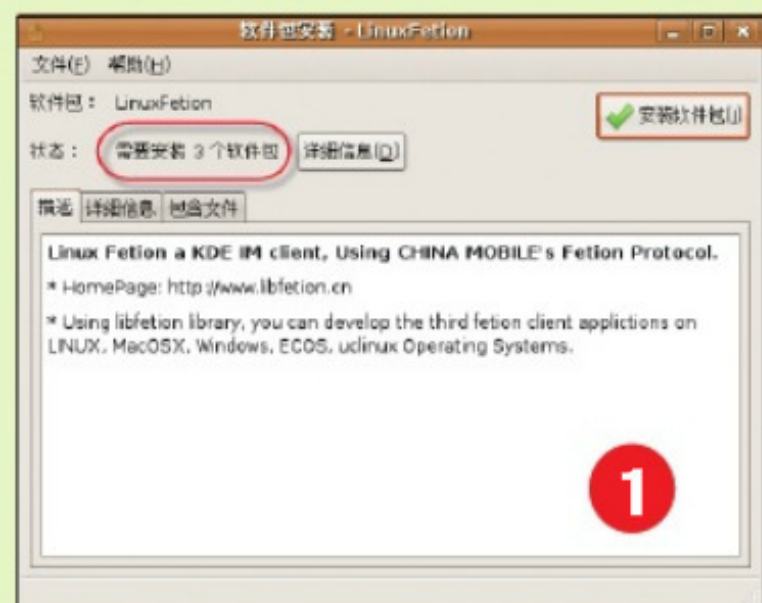 软件包安装 - LinuxFetion
文件(F) 帮助(H)
软件包： LinuxFetion
安装软件包(I)
状态： 需要安装 3 个软件包 详细信息(D)
描述 详细信息 包含文件
Linux Fetion a KDE IM client, Using CHINA MOBILE's Fetion Protocol.
* HomePage: http://www.libfetion.cn
* Using libfetion library, you can develop the third fetion client applictions on
LINUX, MacOSX, Windows, ECOS, uclinux Operating Systems.
1